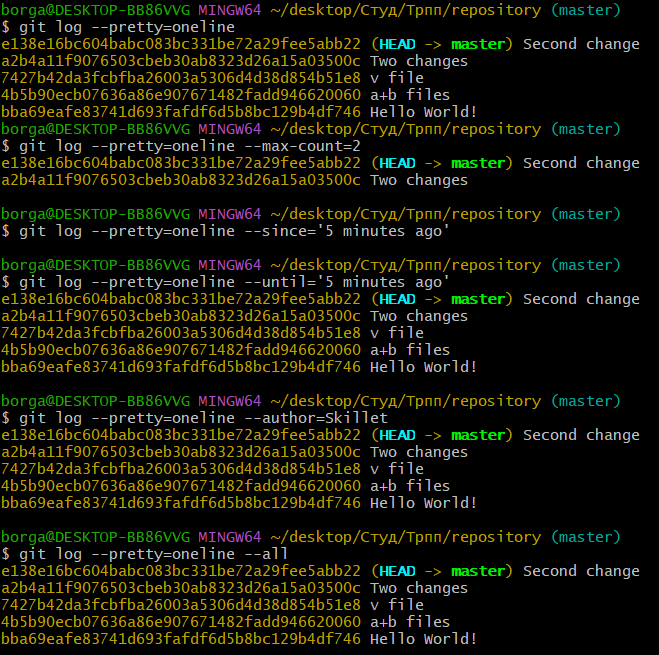 borga@DESKTOP-BB86VVG MINGW64 ~/desktop/Студ/Трпп/repository (master)
$ git log --pretty=oneline
e138e16bc604babc083bc331be72a29fee5abb22 (HEAD -> master) Second change
a2b4a11f9076503cbeb30ab8323d26a15a03500c Two changes
7427b42da3fcbfba26003a5306d4d38d854b51e8 v file
4b5b90ecb07636a86e907671482fadd946620060 a+b files
bba69eafe83741d693fafdf6d5b8bc129b4df746 Hello World!
borga@DESKTOP-BB86VVG MINGW64 ~/desktop/Студ/Трпп/repository (master)
$ git log --pretty=oneline --max-count=2
e138e16bc604babc083bc331be72a29fee5abb22 (HEAD -> master) Second change
a2b4a11f9076503cbeb30ab8323d26a15a03500c Two changes
borga@DESKTOP-BB86VVG MINGW64 ~/desktop/Студ/Трпп/repository (master)
$ git log --pretty=oneline --since='5 minutes ago'
borga@DESKTOP-BB86VVG MINGW64 ~/desktop/Студ/Трпп/repository (master)
$ git log --pretty=oneline --until='5 minutes ago'
e138e16bc604babc083bc331be72a29fee5abb22 (HEAD -> master) Second change
a2b4a11f9076503cbeb30ab8323d26a15a03500c Two changes
7427b42da3fcbfba26003a5306d4d38d854b51e8 v file
4b5b90ecb07636a86e907671482fadd946620060 a+b files
bba69eafe83741d693fafdf6d5b8bc129b4df746 Hello World!
borga@DESKTOP-BB86VVG MINGW64 ~/desktop/Студ/Трпп/repository (master)
$ git log --pretty=oneline --author=Skillet
e138e16bc604babc083bc331be72a29fee5abb22 (HEAD -> master) Second change
a2b4a11f9076503cbeb30ab8323d26a15a03500c Two changes
7427b42da3fcbfba26003a5306d4d38d854b51e8 v file
4b5b90ecb07636a86e907671482fadd946620060 a+b files
bba69eafe83741d693fafdf6d5b8bc129b4df746 Hello World!
borga@DESKTOP-BB86VVG MINGW64 ~/desktop/Студ/Трпп/repository (master)
$ git log --pretty=oneline --all
e138e16bc604babc083bc331be72a29fee5abb22 (HEAD -> master) Second change
a2b4a11f9076503cbeb30ab8323d26a15a03500c Two changes
7427b42da3fcbfba26003a5306d4d38d854b51e8 v file
4b5b90ecb07636a86e907671482fadd946620060 a+b files
bba69eafe83741d693fafdf6d5b8bc129b4df746 Hello World!